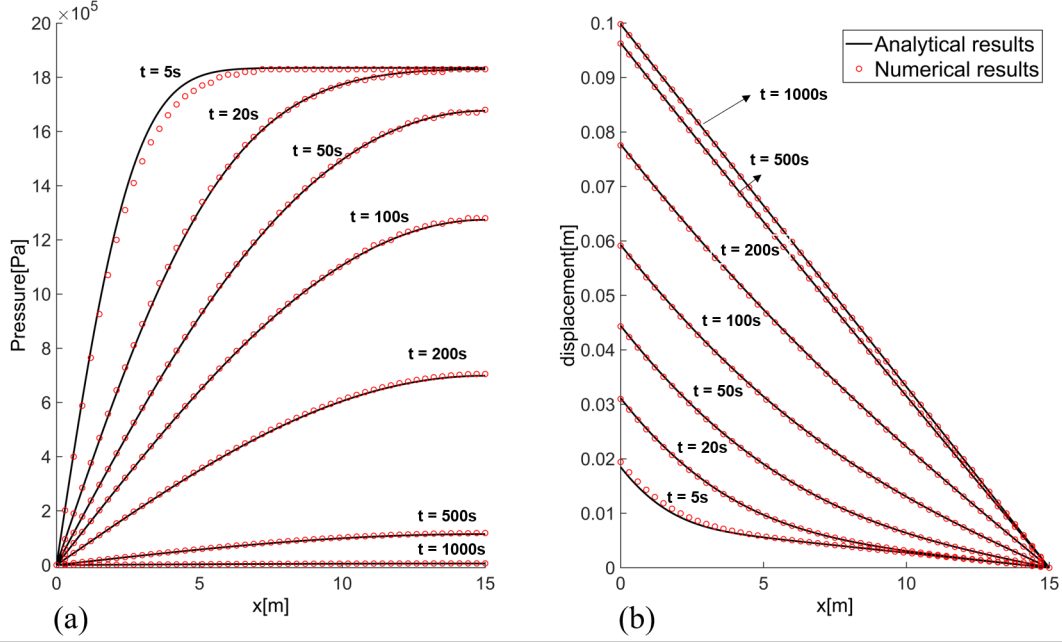 ×10⁵
20
18
16
14
12
10
8
6
4
2
0
Pressure[Pa]
t = 5s
t = 20s
t = 50s
t = 100s
t = 200s
t = 500s
t = 1000s
0
5
10
15
x[m]
(a)
0.1
0.09
0.08
0.07
0.06
0.05
0.04
0.03
0.02
0.01
0
displacement[m]
Analytical results
Numerical results
t = 1000s
t = 500s
t = 200s
t = 100s
t = 50s
t = 20s
t = 5s
0
5
10
15
x[m]
(b)